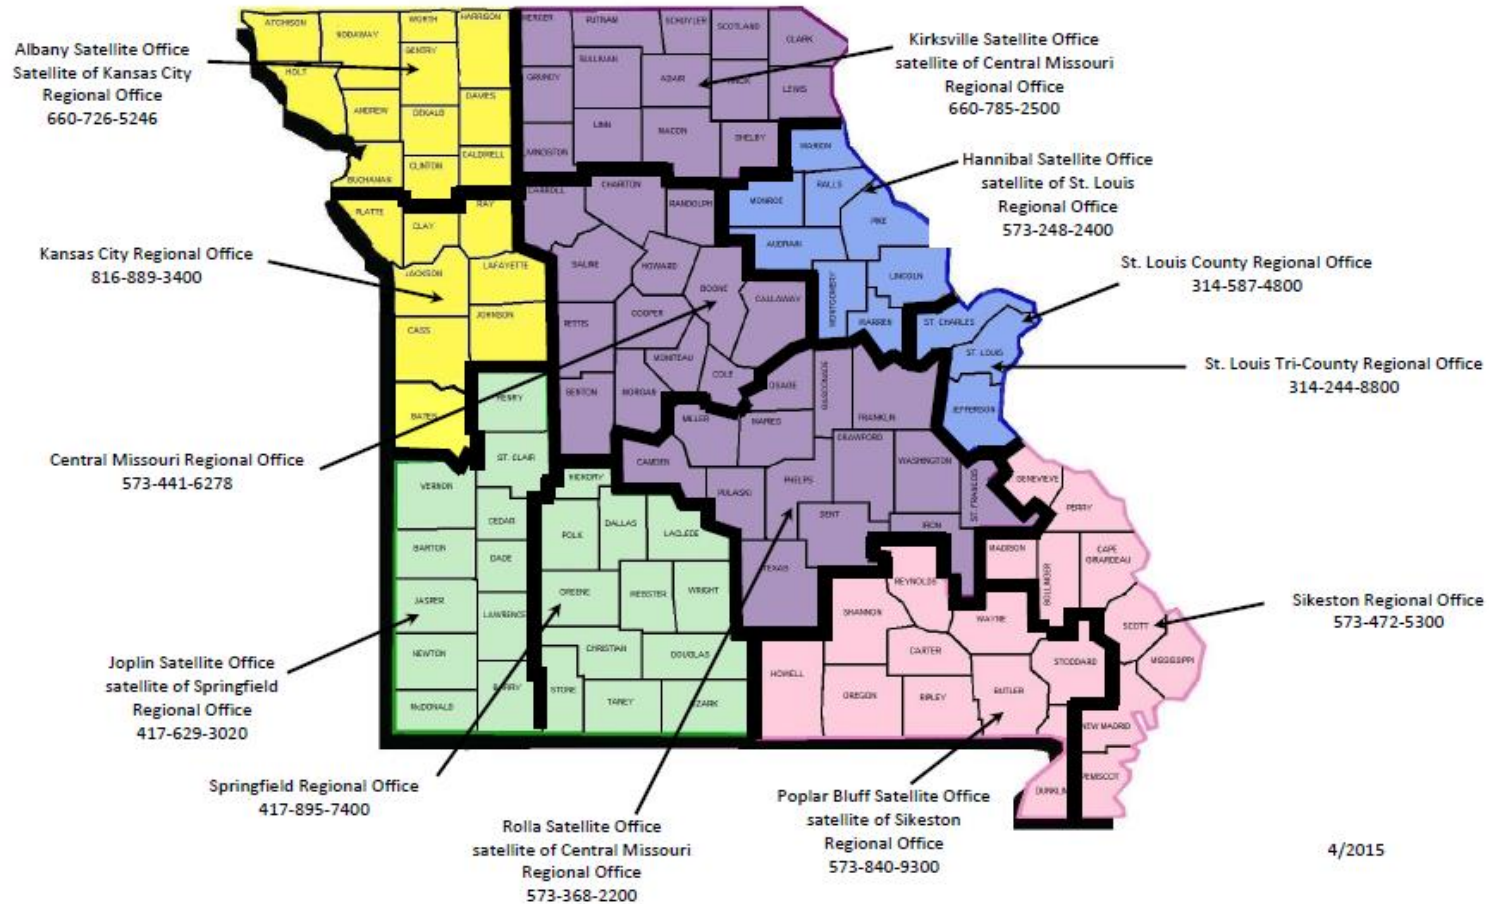 Albany Satellite Office
Satellite of Kansas City
Regional Office
660-726-5246
Kirksville Satellite Office
satellite of Central Missouri
Regional Office
660-785-2500
Hannibal Satellite Office
satellite of St. Louis
Regional Office
573-248-2400
Kansas City Regional Office
816-889-3400
St. Louis County Regional Office
314-587-4800
St. Louis Tri-County Regional Office
314-244-8800
Central Missouri Regional Office
573-441-6278
Sikeston Regional Office
573-472-5300
Joplin Satellite Office
satellite of Springfield
Regional Office
417-629-3020
Springfield Regional Office
417-895-7400
Rolla Satellite Office
satellite of Central Missouri
Regional Office
573-368-2200
Poplar Bluff Satellite Office
satellite of Sikeston
Regional Office
573-840-9300
4/2015
ATCHISON
NODAWAY
WORTH
HARRISON
GENTRY
HOLT
ANDREW
DEKALB
DAVIES
BUCHANAN
CLINTON
CALDWELL
PUTNAM
SCHUYLER
SCOTLAND
CLARK
SULLIVAN
ADAIR
GRUNDY
LEWIS
LINN
MACON
SHELBY
MARION
RALLS
MONROE
PIKE
AUDRAIN
LINCOLN
MONTGOMERY
WARREN
ST. CHARLES
ST. LOUIS
JEFFERSON
PLATTE
CLAY
RAY
JACKSON
LAFAYETTE
CASS
JOHNSON
BATES
CARROLL
CHARITON
RANDOLPH
SALINE
HOWARD
BOONE
CALLAWAY
PETTIS
COOPER
MONITEAU
COLE
BENTON
MORGAN
OSAGE
GASCONADE
FRANKLIN
MILLER
MARIES
CRAWFORD
WASHINGTON
CAMDEN
PULASKI
PHELPS
DENT
IRON
ST. FRANCOIS
TEXAS
HENRY
ST. CLAIR
VERNON
CEDAR
BARTON
DADE
JASPER
LAWRENCE
NEWTON
BARRY
McDONALD
HICKORY
POLK
DALLAS
LACLEDE
GREENE
WEBSTER
WRIGHT
CHRISTIAN
DOUGLAS
STONE
TANEY
OZARK
GENEVIEVE
PERRY
MADISON
BOLLINGER
CAPE
GIRARDEAU
REYNOLDS
SHANNON
WAYNE
SCOTT
CARTER
STODDARD
MISSISSIPPI
HOWELL
OREGON
RIPLEY
BUTLER
NEW MADRID
PEMISCOT
DUNKLIN